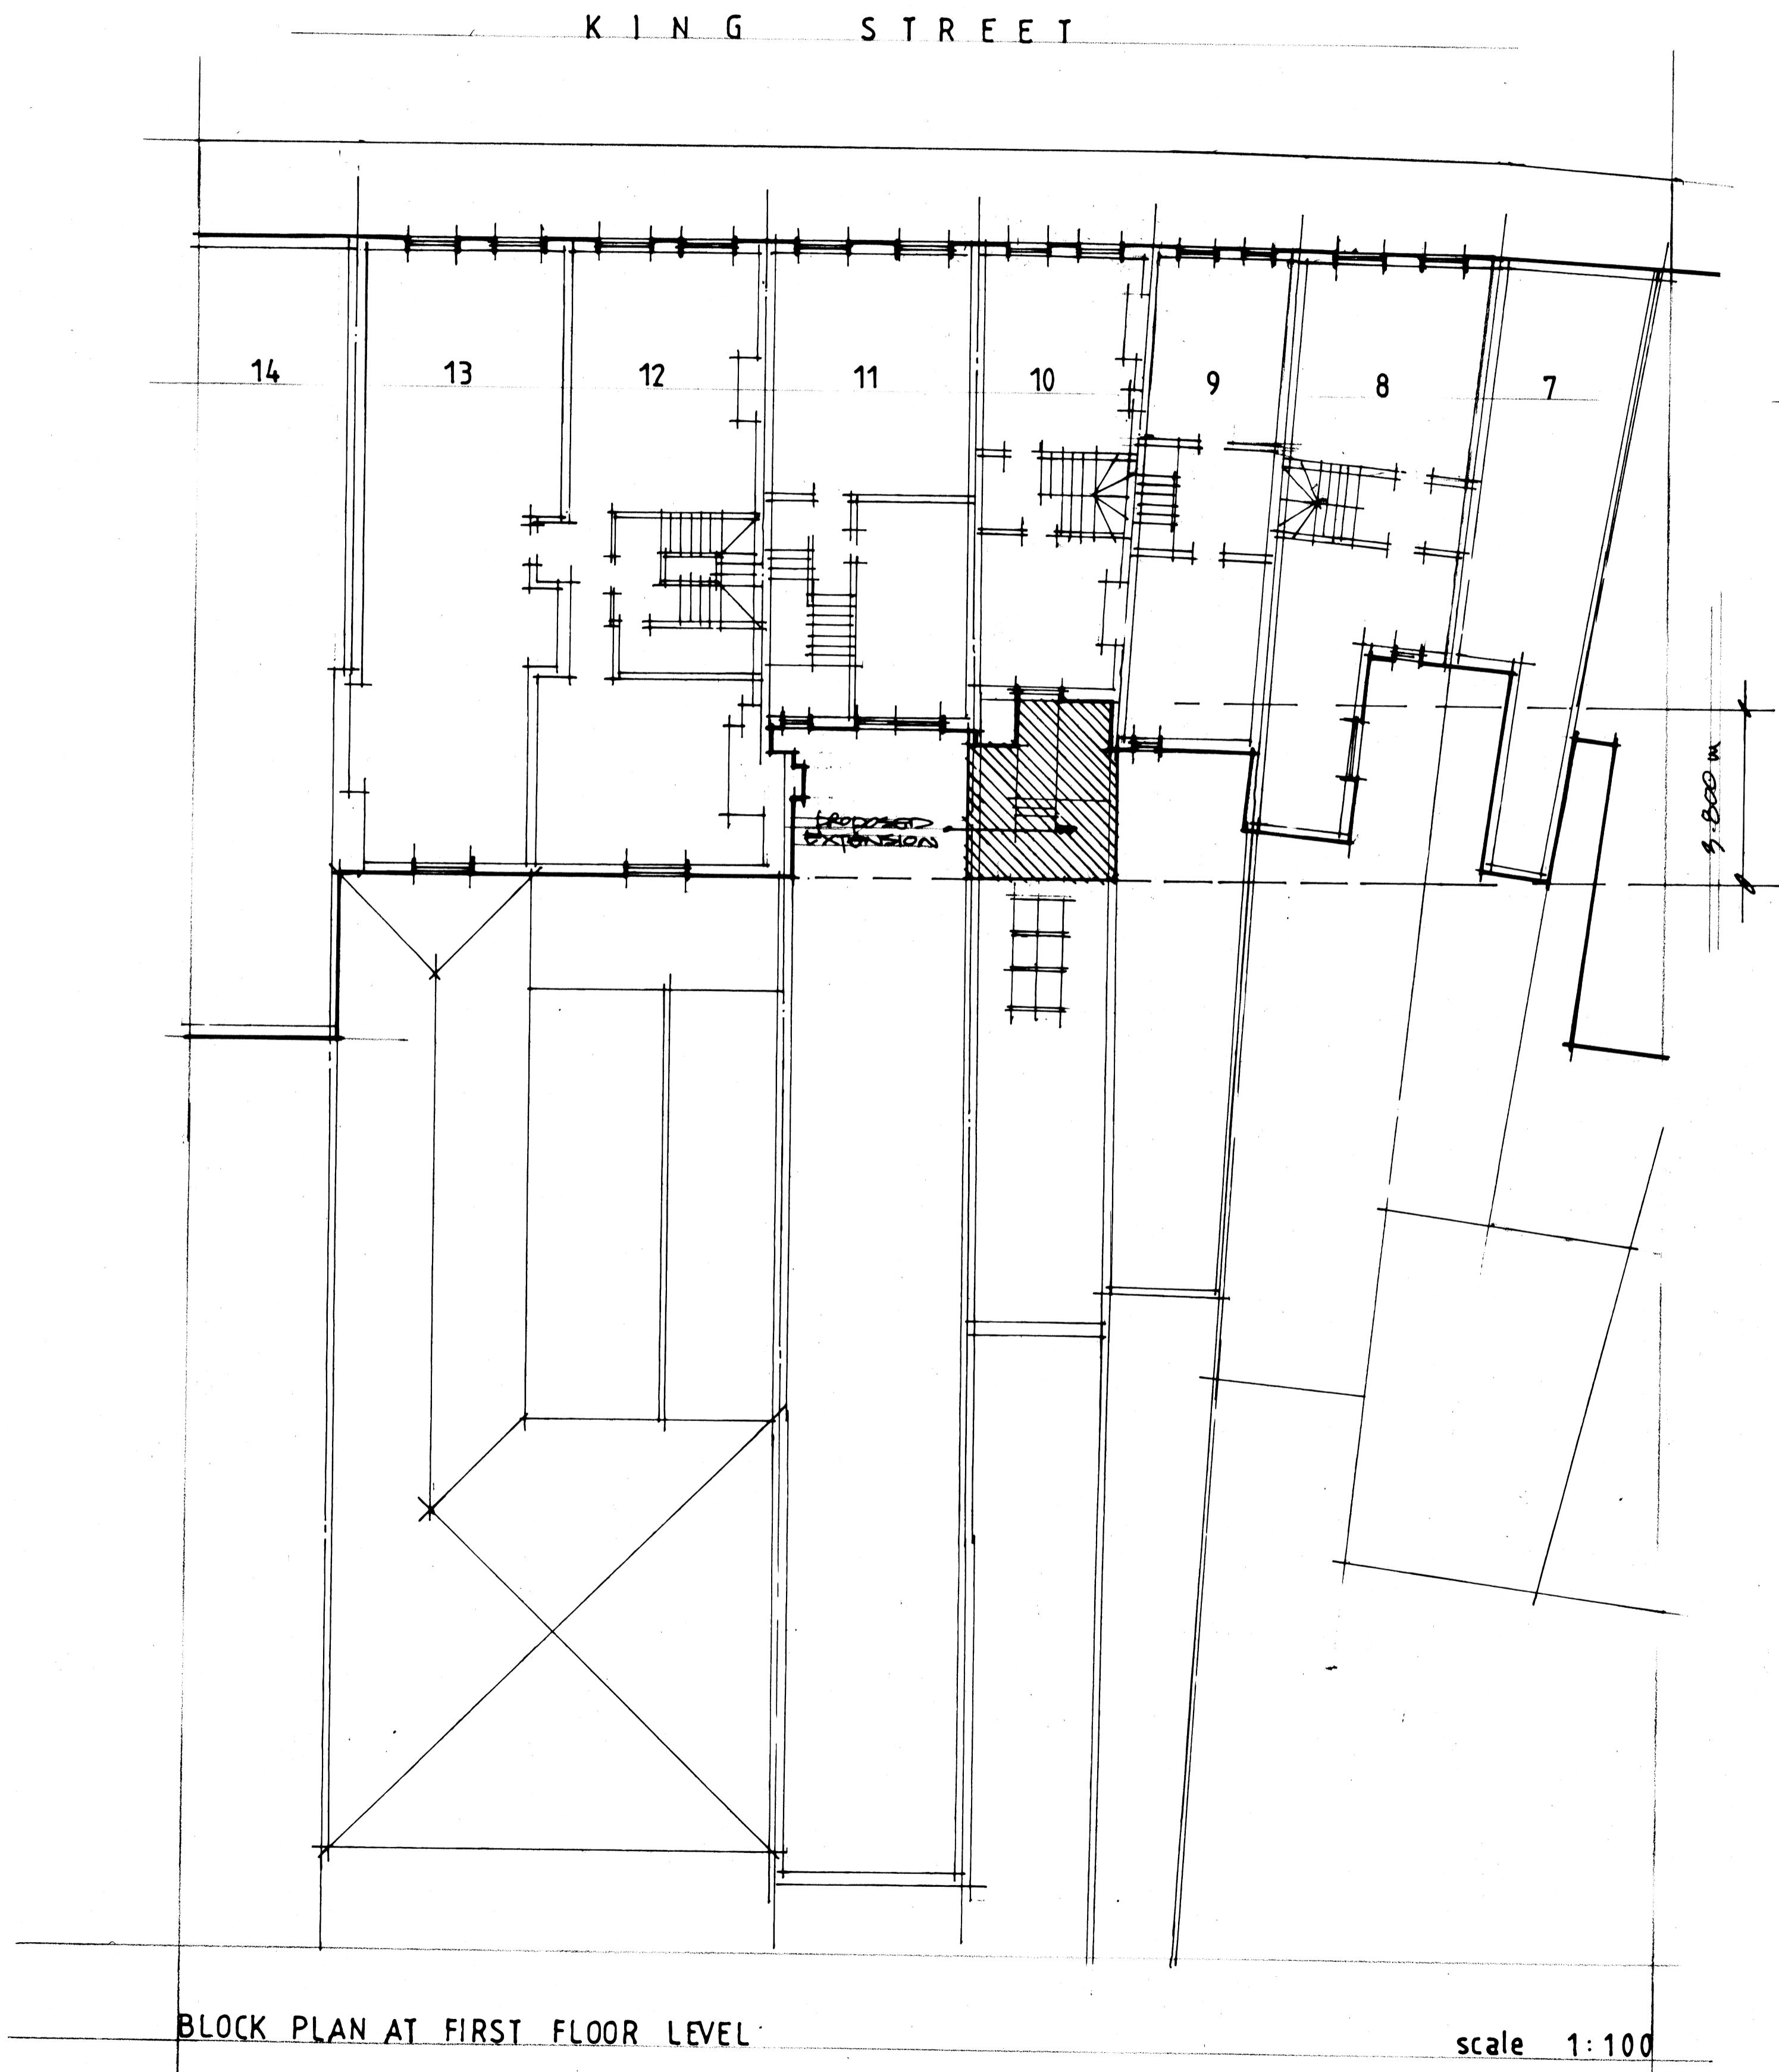 KING STREET
14 13 12 11 10 9 8 7
PROPOSED
EXTENSION
3.800 m
BLOCK PLAN AT FIRST FLOOR LEVEL
scale 1:100